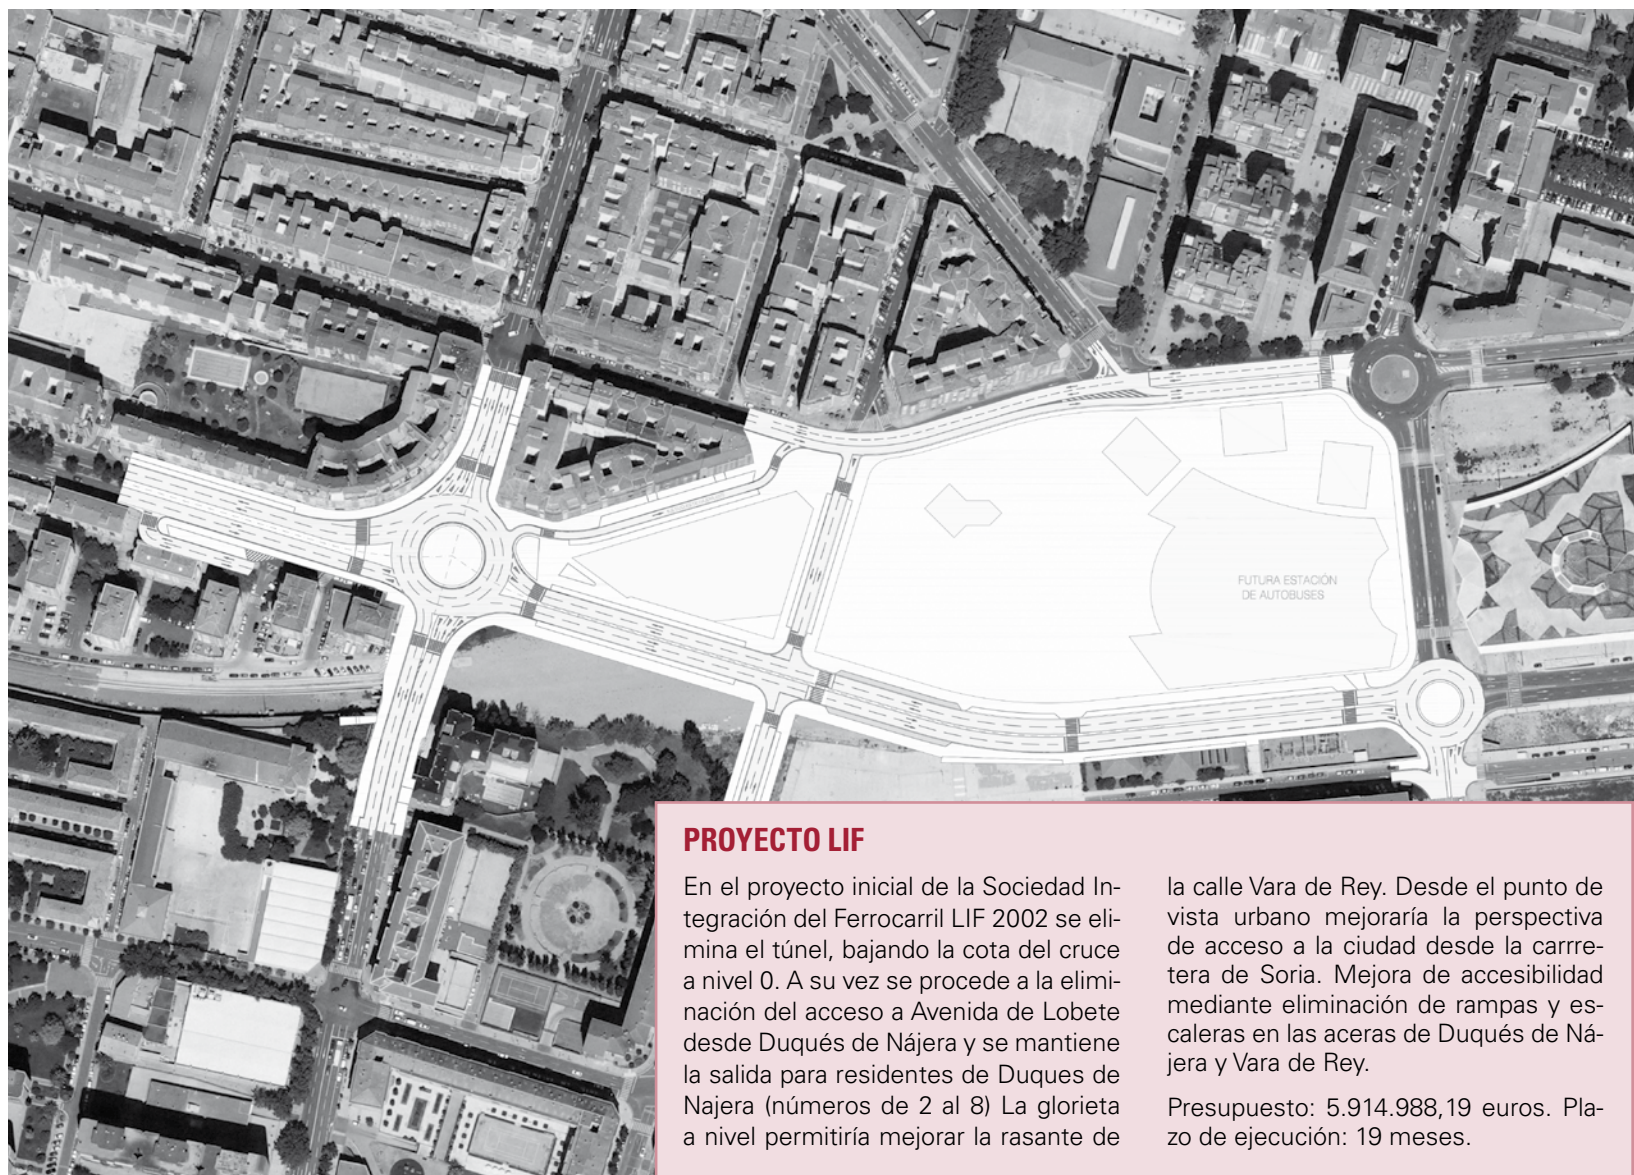 FUTURA ESTACIÓN
DE AUTOBUSES
PROYECTO LIF
En el proyecto inicial de la Sociedad In-
tegración del Ferrocarril LIF 2002 se eli-
mina el túnel, bajando la cota del cruce
a nivel 0. A su vez se procede a la elimi-
nación del acceso a Avenida de Lobete
desde Duqués de Nájera y se mantiene
la salida para residentes de Duques de
Najera (números de 2 al 8) La glorieta
a nivel permitiría mejorar la rasante de
la calle Vara de Rey. Desde el punto de
vista urbano mejoraría la perspectiva
de acceso a la ciudad desde la carrre-
tera de Soria. Mejora de accesibilidad
mediante eliminación de rampas y es-
caleras en las aceras de Duqués de Ná-
jera y Vara de Rey.
Presupuesto: 5.914.988,19 euros. Pla-
zo de ejecución: 19 meses.